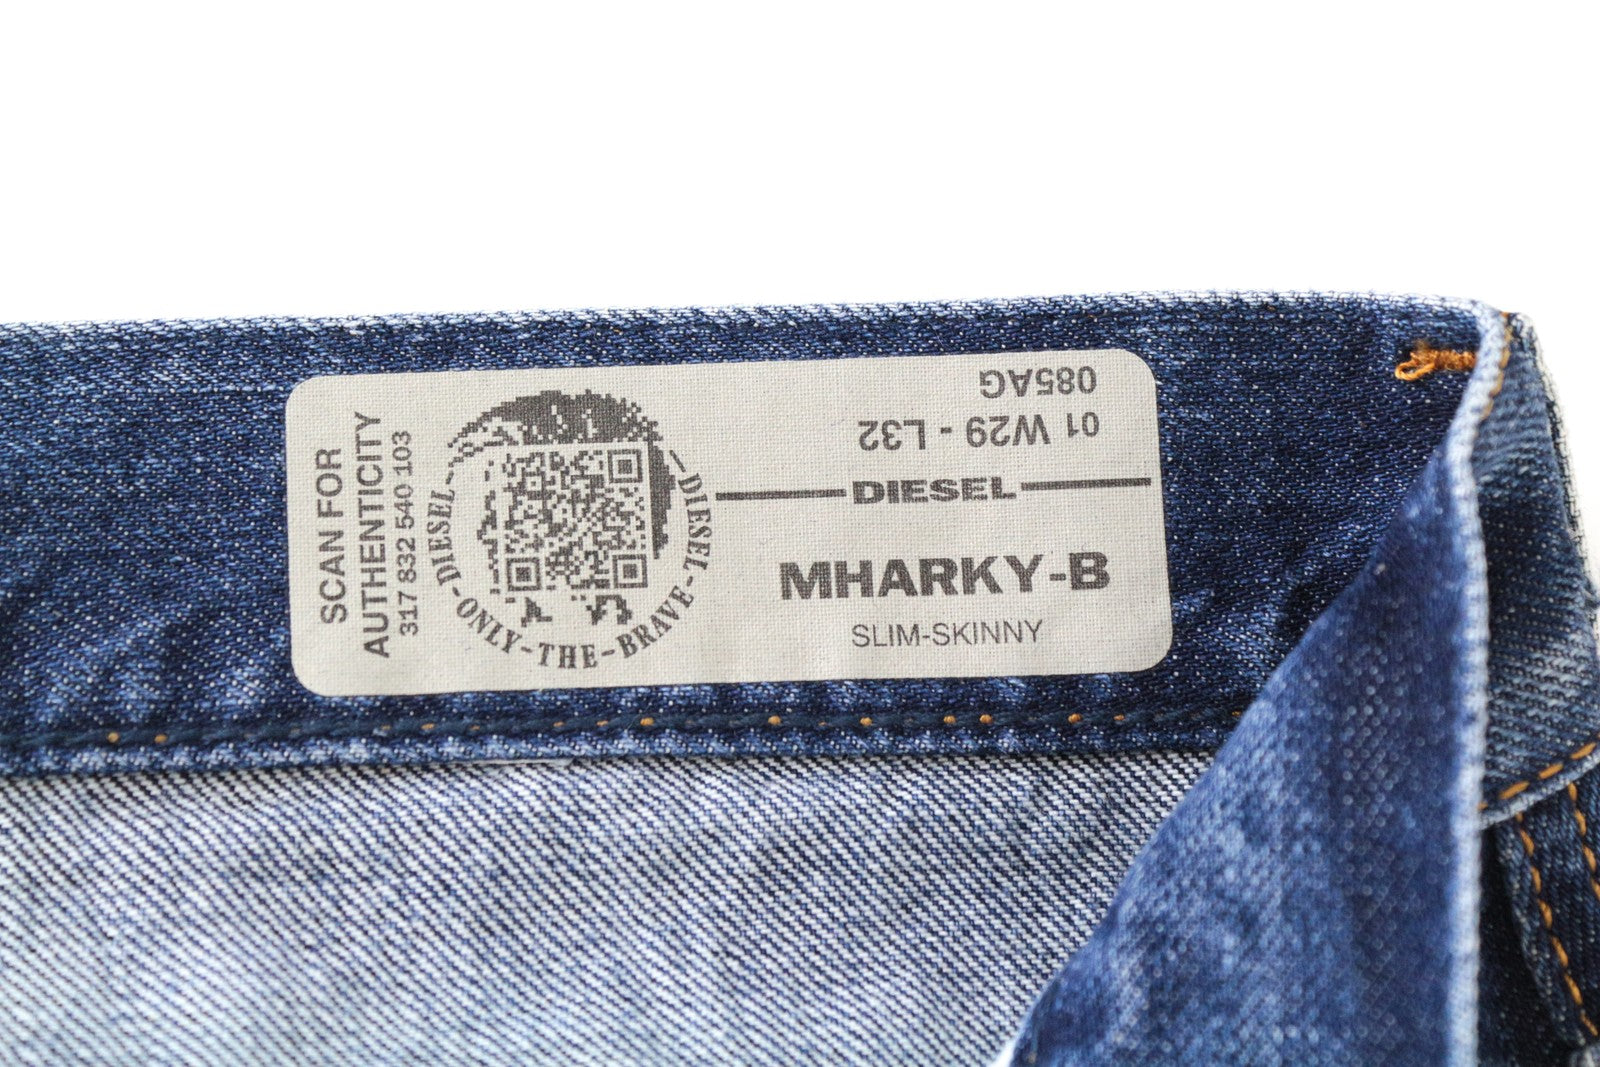 SCAN FOR
AUTHENTICITY
317 832 540 103
DIESEL-ONLY-THE-BRAVE-DIESEL
085AG
01 W29 - L32
DIESEL
MHARKY-B
SLIM-SKINNY